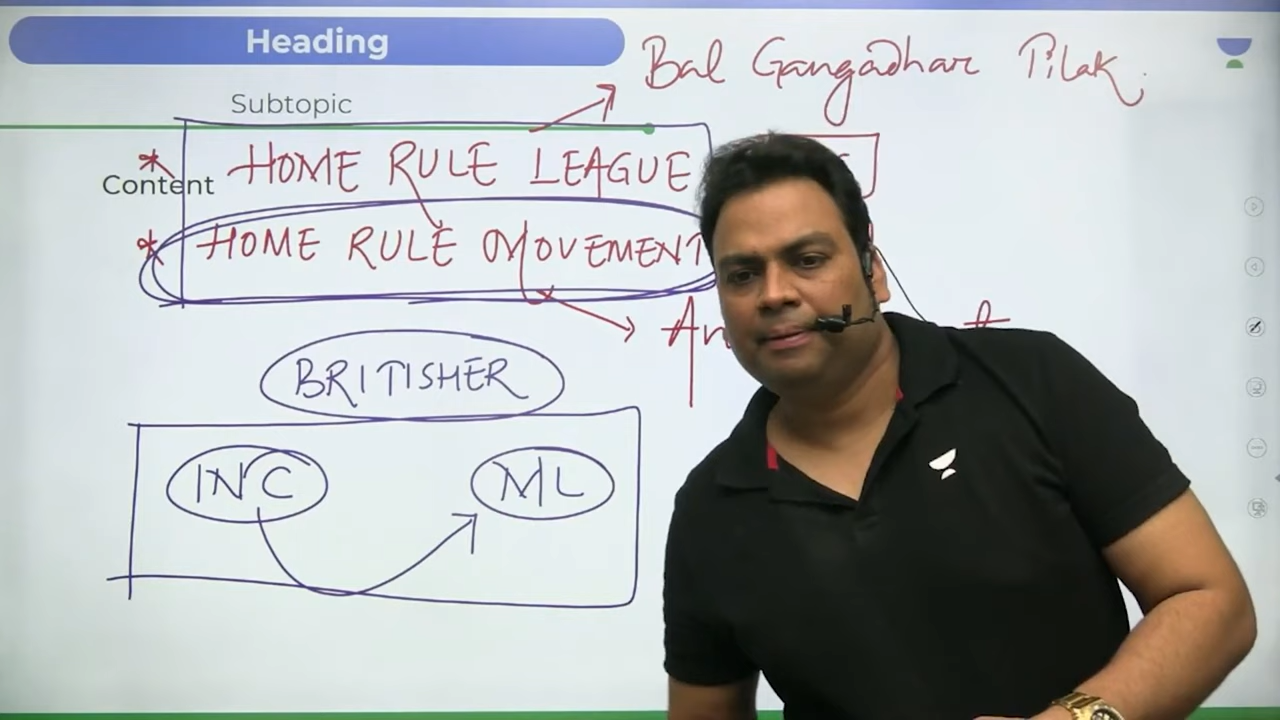 Heading
Bal Gangadhar Tilak.
Subtopic
* HOME RULE LEAGUE
Content
* HOME RULE MOVEMENT
BRITISHER
INC
ML